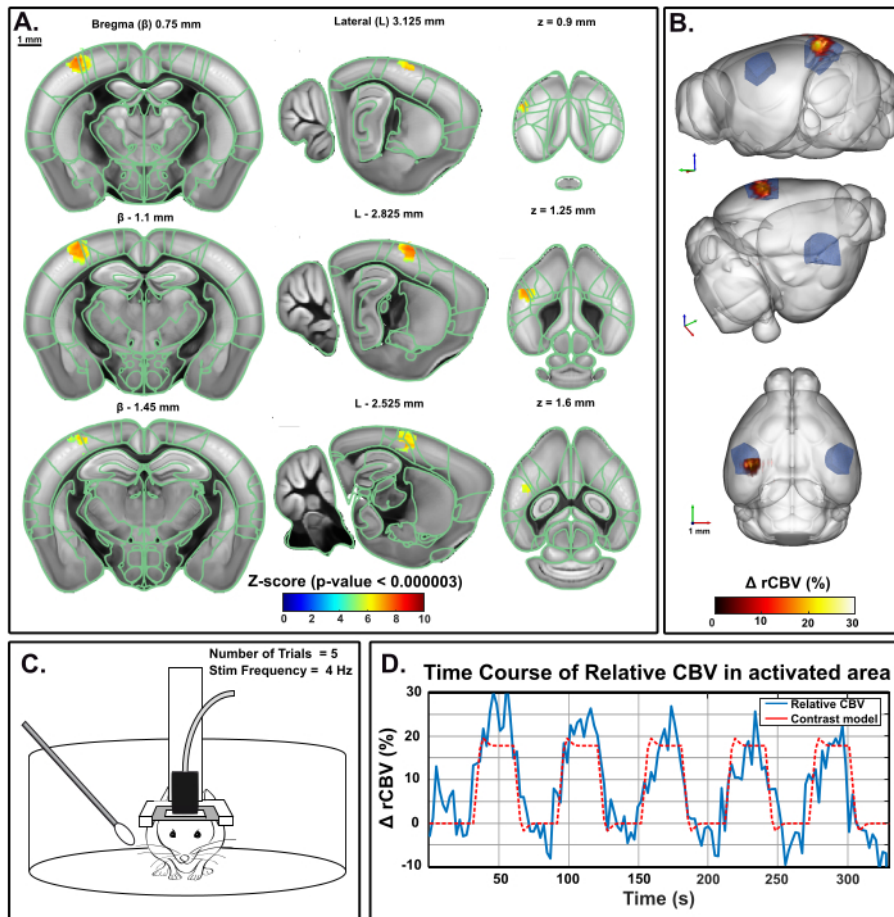 A.
Bregma (β) 0.75 mm
Lateral (L) 3.125 mm
z = 0.9 mm
1 mm
β - 1.1 mm
L - 2.825 mm
z = 1.25 mm
β - 1.45 mm
L - 2.525 mm
z = 1.6 mm
Z-score (p-value < 0.000003)
0 2 4 6 8 10
B.
1 mm
Δ rCBV (%)
0 10 20 30
C.
Number of Trials = 5
Stim Frequency = 4 Hz
D.
Time Course of Relative CBV in activated area
Relative CBV
Contrast model
Δ rCBV (%)
30
20
10
0
-10
50 100 150 200 250 300
Time (s)